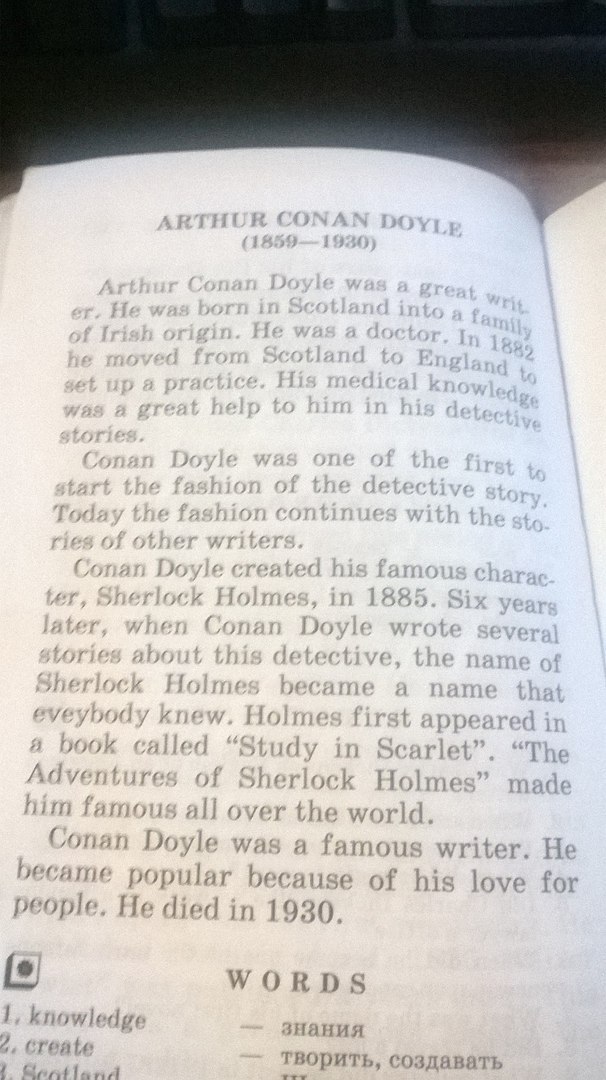 ARTHUR CONAN DOYLE
(1859—1930)
Arthur Conan Doyle was a great writ-
er. He was born in Scotland into a family
of Irish origin. He was a doctor. In 1882
he moved from Scotland to England to
set up a practice. His medical knowledge
was a great help to him in his detective
stories.
Conan Doyle was one of the first to
start the fashion of the detective story.
Today the fashion continues with the sto-
ries of other writers.
Conan Doyle created his famous charac-
ter, Sherlock Holmes, in 1885. Six years
later, when Conan Doyle wrote several
stories about this detective, the name of
Sherlock Holmes became a name that
eveybody knew. Holmes first appeared in
a book called “Study in Scarlet”. “The
Adventures of Sherlock Holmes” made
him famous all over the world.
Conan Doyle was a famous writer. He
became popular because of his love for
people. He died in 1930.
WORDS
1. knowledge — знания
2. create — творить, создавать
3. Scotland